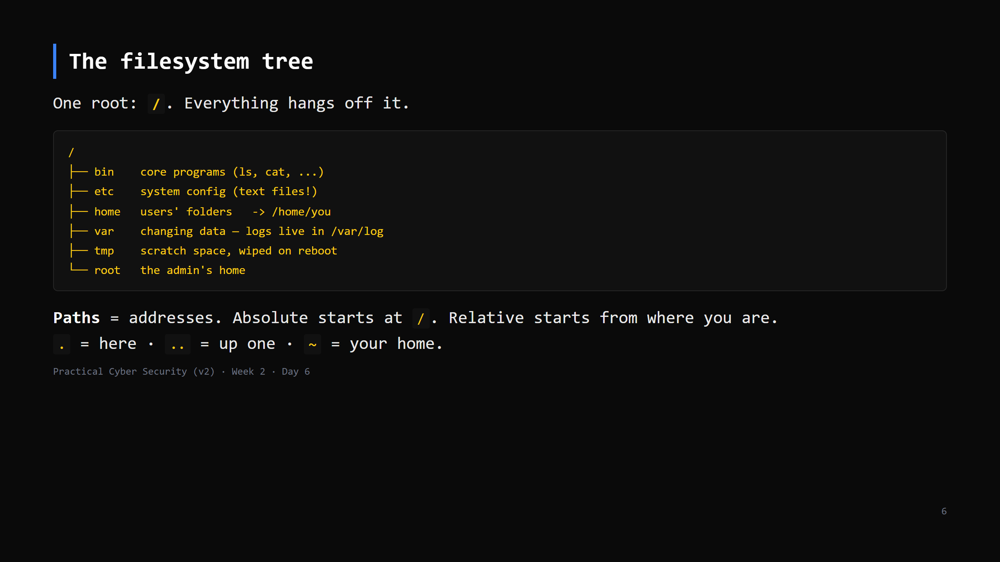 The filesystem tree
One root: /. Everything hangs off it.
/
├── bin    core programs (ls, cat, ...)
├── etc    system config (text files!)
├── home   users' folders   -> /home/you
├── var    changing data — logs live in /var/log
├── tmp    scratch space, wiped on reboot
└── root   the admin's home
Paths = addresses. Absolute starts at /. Relative starts from where you are.
. = here · .. = up one · ~ = your home.
Practical Cyber Security (v2) · Week 2 · Day 6
6